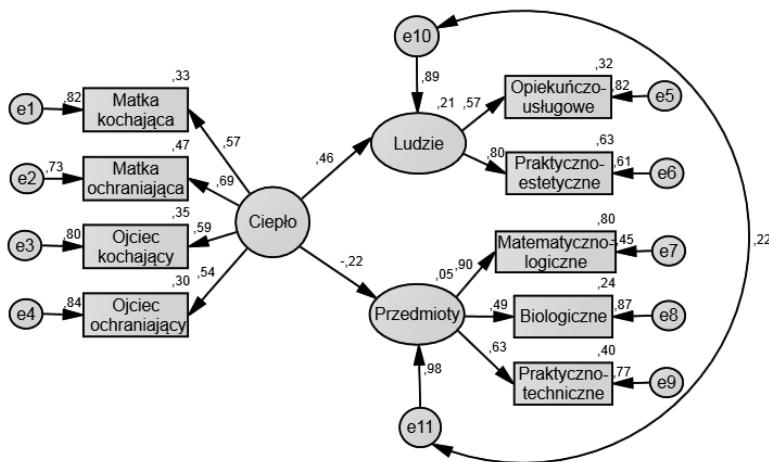 e10
,89
,33
,82
e1
Matka
kochająca
,57
,47
,73
e2
Matka
ochraniająca
,69
,35
,80
e3
Ojciec
kochający
,59
,30
,84
e4
Ojciec
ochraniający
,54
Ciepło
,46
-,22
,21
Ludzie
,57
,80
,32
Opiekuńczo-
usługowe
,82
e5
,63
Praktyczno-
estetyczne
,61
e6
,05
Przedmioty
,90
,49
,63
,80
Matematyczno-
logiczne
,45
e7
,24
Biologiczne
,87
e8
,40
Praktyczno-
techniczne
,77
e9
,98
e11
,22